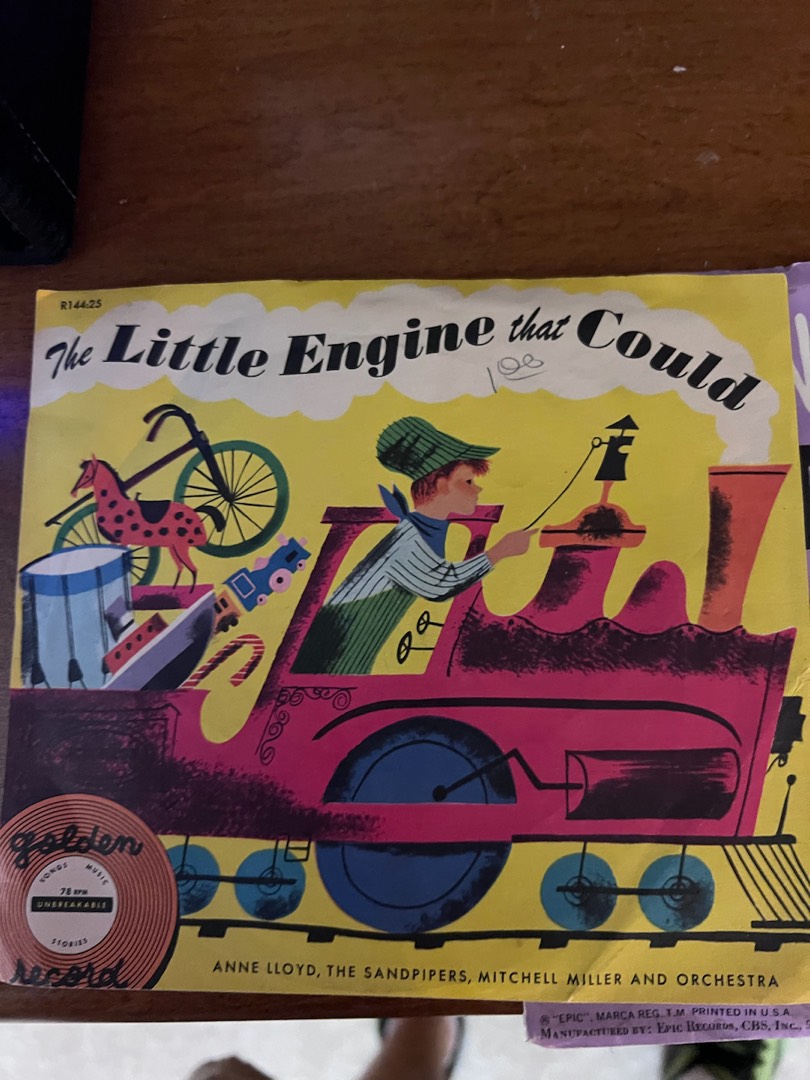 R144:25
The Little Engine that Could
100
golden
SONGS MUSIC
78 RPM
UNBREAKABLE
STORIES
record
ANNE LLOYD, THE SANDPIPERS, MITCHELL MILLER AND ORCHESTRA
® "EPIC", MARCA REG. T.M. PRINTED IN U.S.A.
MANUFACTURED BY: EPIC RECORDS, CBS, INC.,